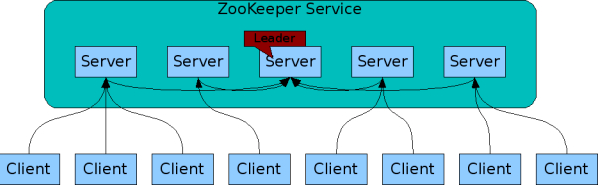 ZooKeeper Service
Leader
Server Server Server Server Server
Client Client Client Client Client Client Client Client